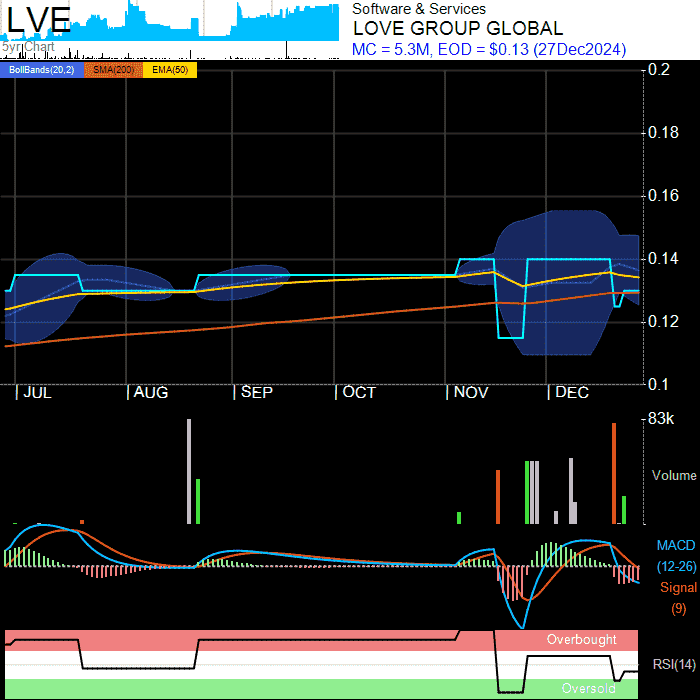 LVE
5yr Chart
Software & Services
LOVE GROUP GLOBAL
MC = 5.3M, EOD = $0.13 (27Dec2024)
BollBands(20,2) SMA(200) EMA(50)
0.2
0.18
0.16
0.14
0.12
0.1
JUL AUG SEP OCT NOV DEC
83k
Volume
MACD
(12-26)
Signal
(9)
Overbought
RSI(14)
Oversold